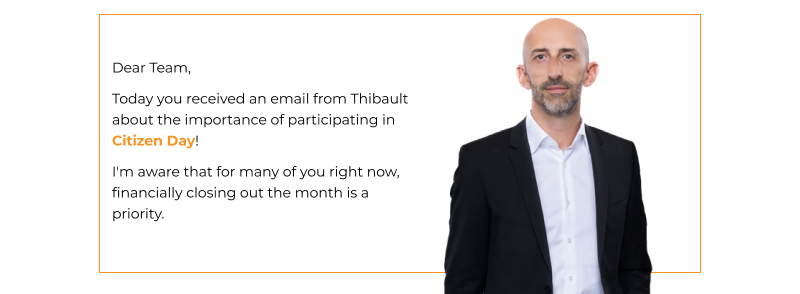 Dear Team,
Today you received an email from Thibault
about the importance of participating in
Citizen Day!
I'm aware that for many of you right now,
financially closing out the month is a
priority.